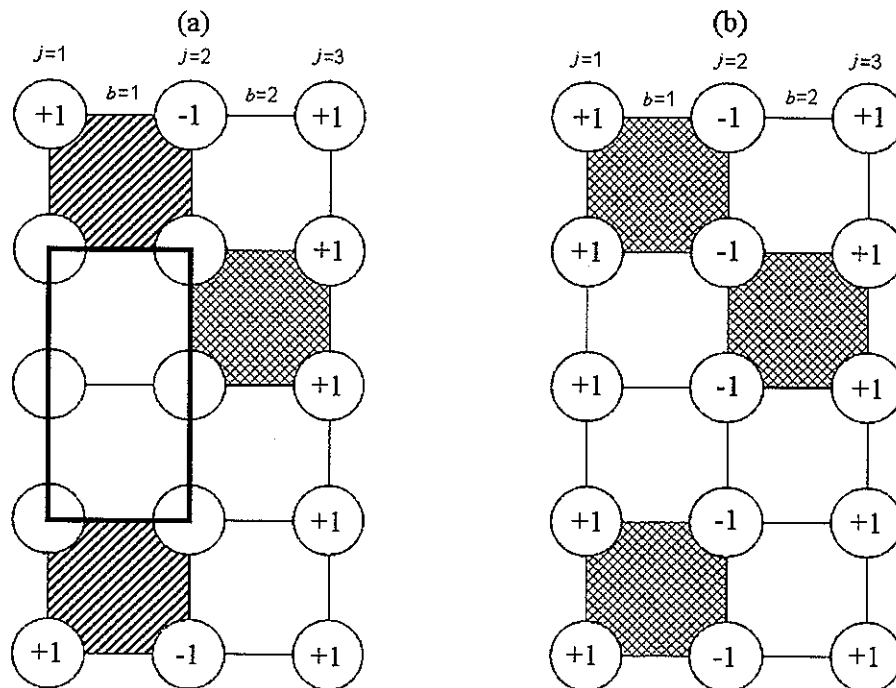 (a) (b)
j=1 j=2 j=3 j=1 j=2 j=3
b=1 b=2 b=1 b=2
+1 -1 +1 +1 -1 +1
+1 +1 -1 +1
+1 +1 -1 +1
+1 +1 -1 +1
+1 -1 +1 +1 -1 +1